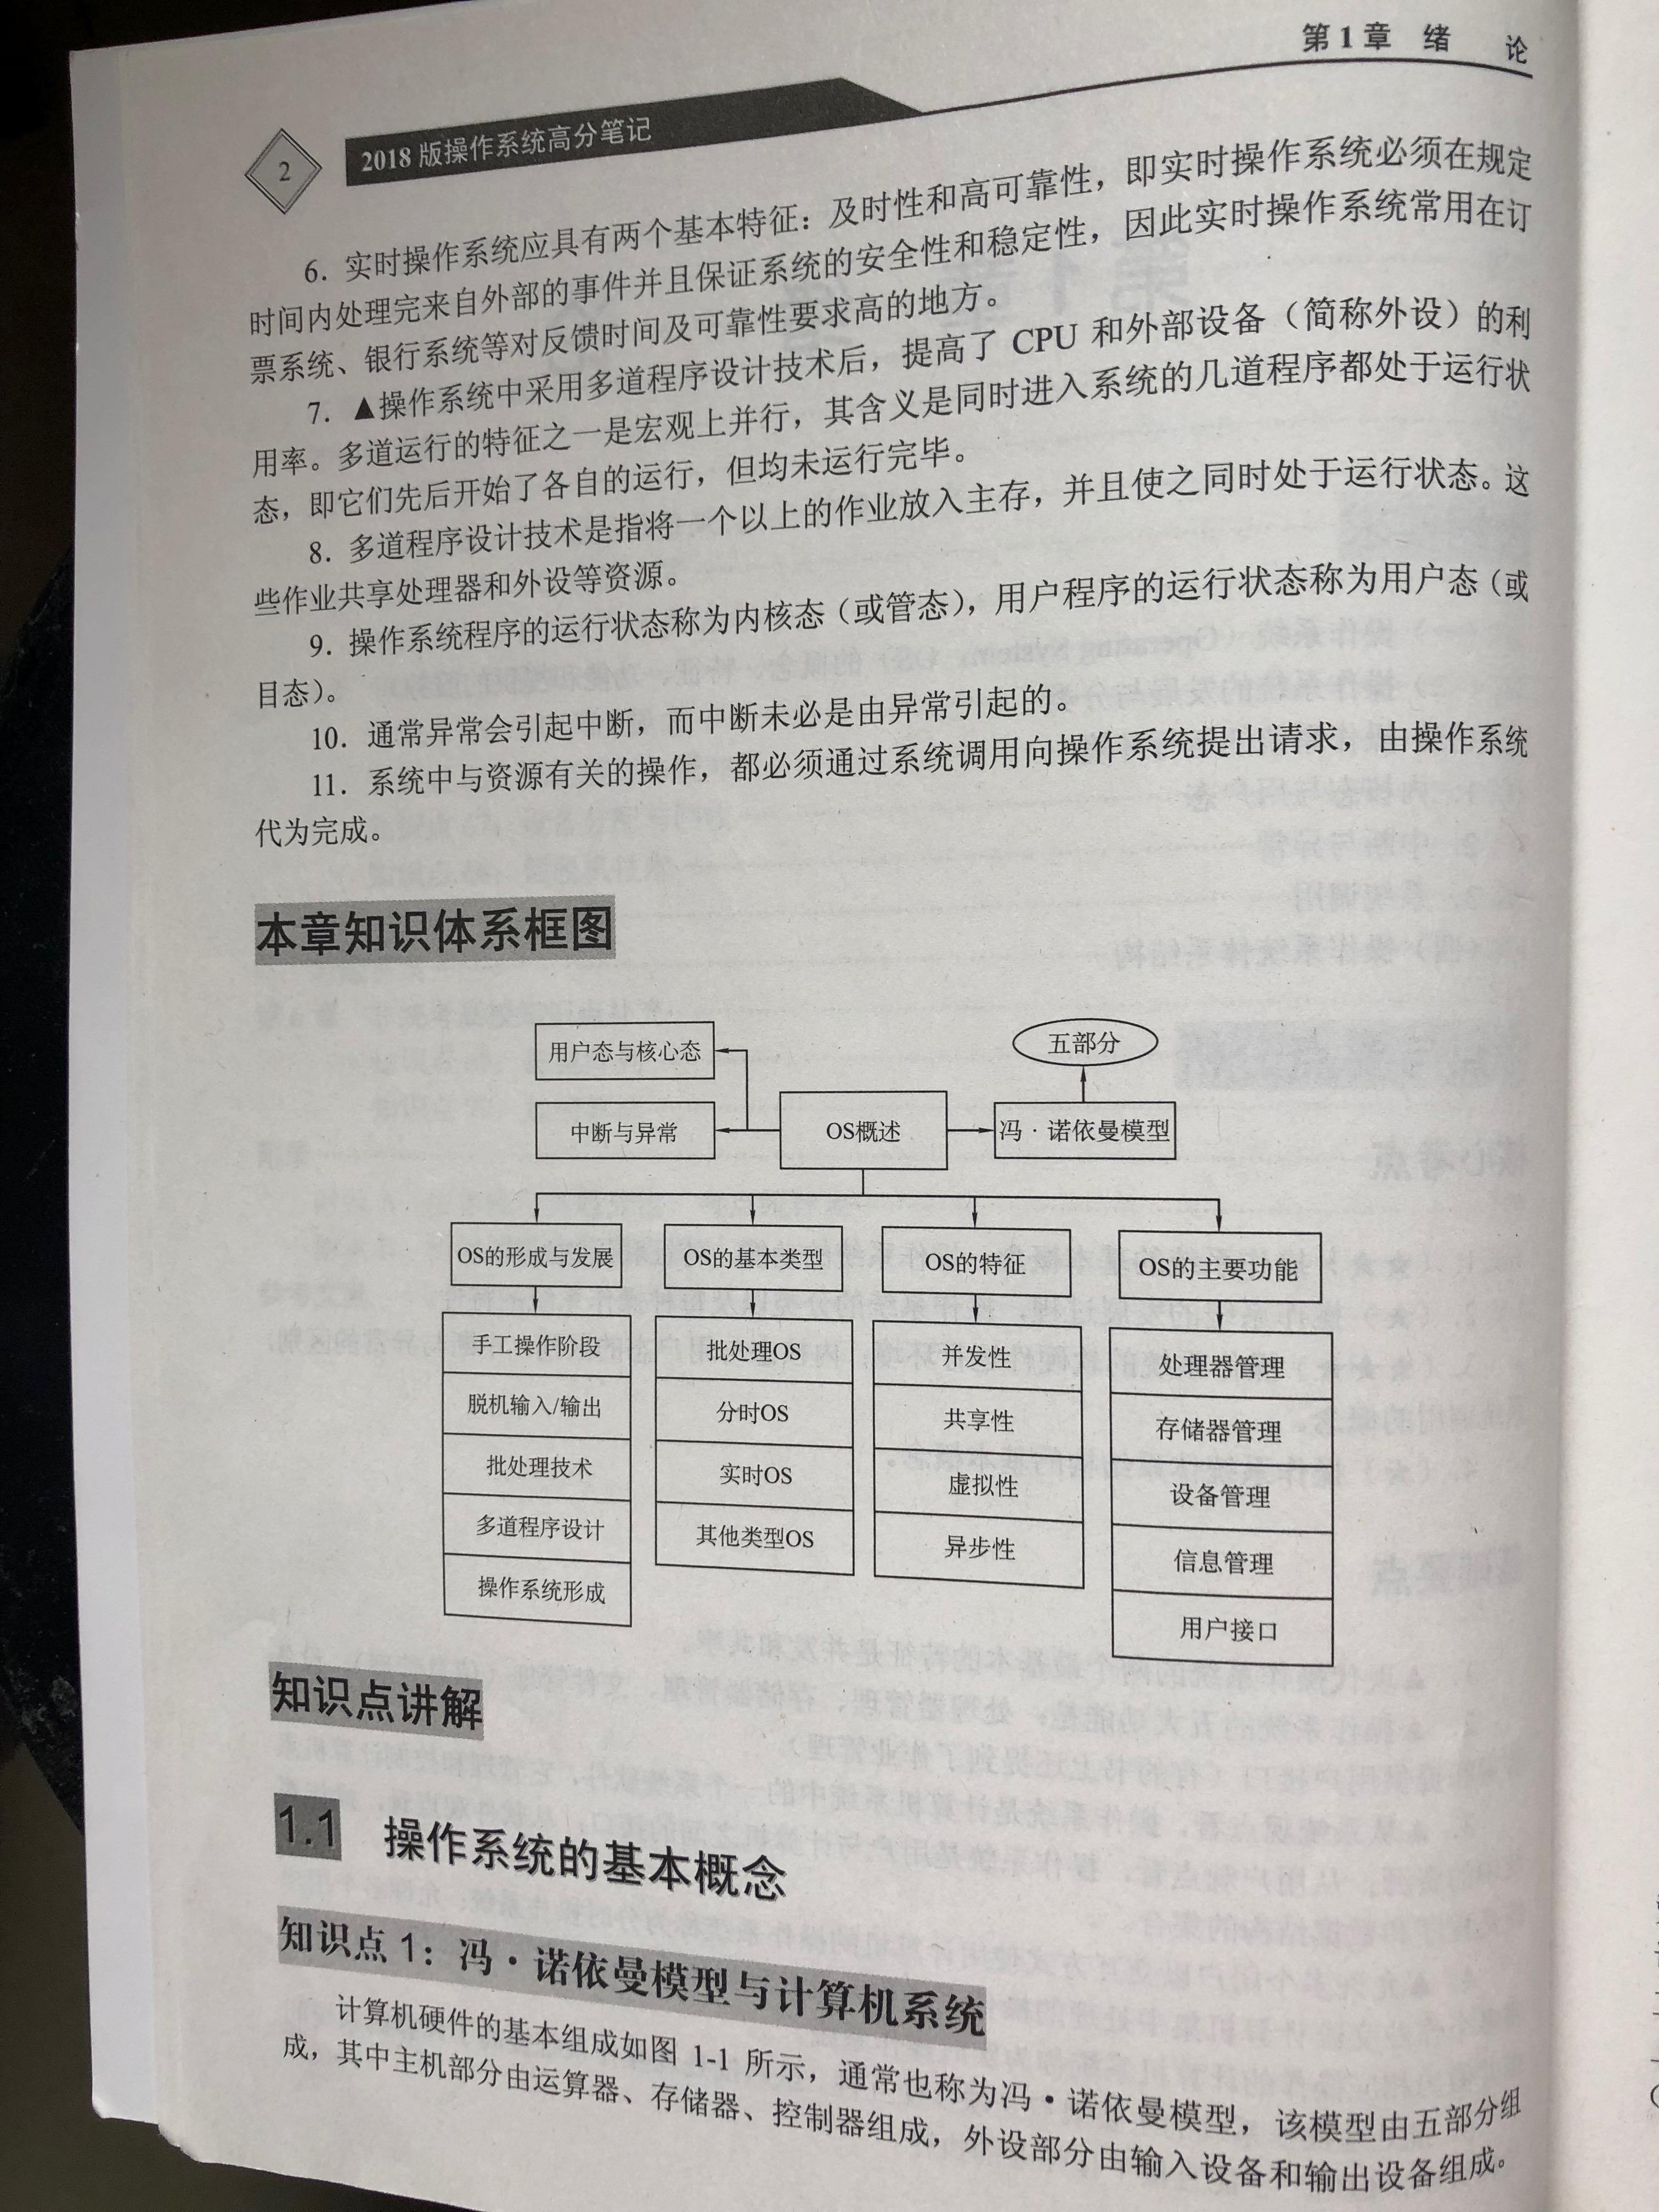 第1章 绪 论
2
2018版操作系统高分笔记
6. 实时操作系统应具有两个基本特征：及时性和高可靠性，即实时操作系统必须在规定
时间内处理完来自外部的事件并且保证系统的安全性和稳定性，因此实时操作系统常用在订
票系统、银行系统等对反馈时间及可靠性要求高的地方。
7. ▲操作系统中采用多道程序设计技术后，提高了 CPU 和外部设备（简称外设）的利
用率。多道运行的特征之一是宏观上并行，其含义是同时进入系统的几道程序都处于运行状
态，即它们先后开始了各自的运行，但均未运行完毕。
8. 多道程序设计技术是指将一个以上的作业放入主存，并且使之同时处于运行状态。这
些作业共享处理器和外设等资源。
9. 操作系统程序的运行状态称为内核态（或管态），用户程序的运行状态称为用户态（或
目态）。
10. 通常异常会引起中断，而中断未必是由异常引起的。
11. 系统中与资源有关的操作，都必须通过系统调用向操作系统提出请求，由操作系统
代为完成。
本章知识体系框图
用户态与核心态
五部分
中断与异常
OS概述
冯·诺依曼模型
OS的形成与发展
OS的基本类型
OS的特征
OS的主要功能
手工操作阶段
脱机输入/输出
批处理技术
多道程序设计
操作系统形成
批处理OS
分时OS
实时OS
其他类型OS
并发性
共享性
虚拟性
异步性
处理器管理
存储器管理
设备管理
信息管理
用户接口
知识点讲解
1.1 操作系统的基本概念
知识点 1：冯·诺依曼模型与计算机系统
计算机硬件的基本组成如图 1-1 所示，通常也称为冯·诺依曼模型，该模型由五部分组
成，其中主机部分由运算器、存储器、控制器组成，外设部分由输入设备和输出设备组成。